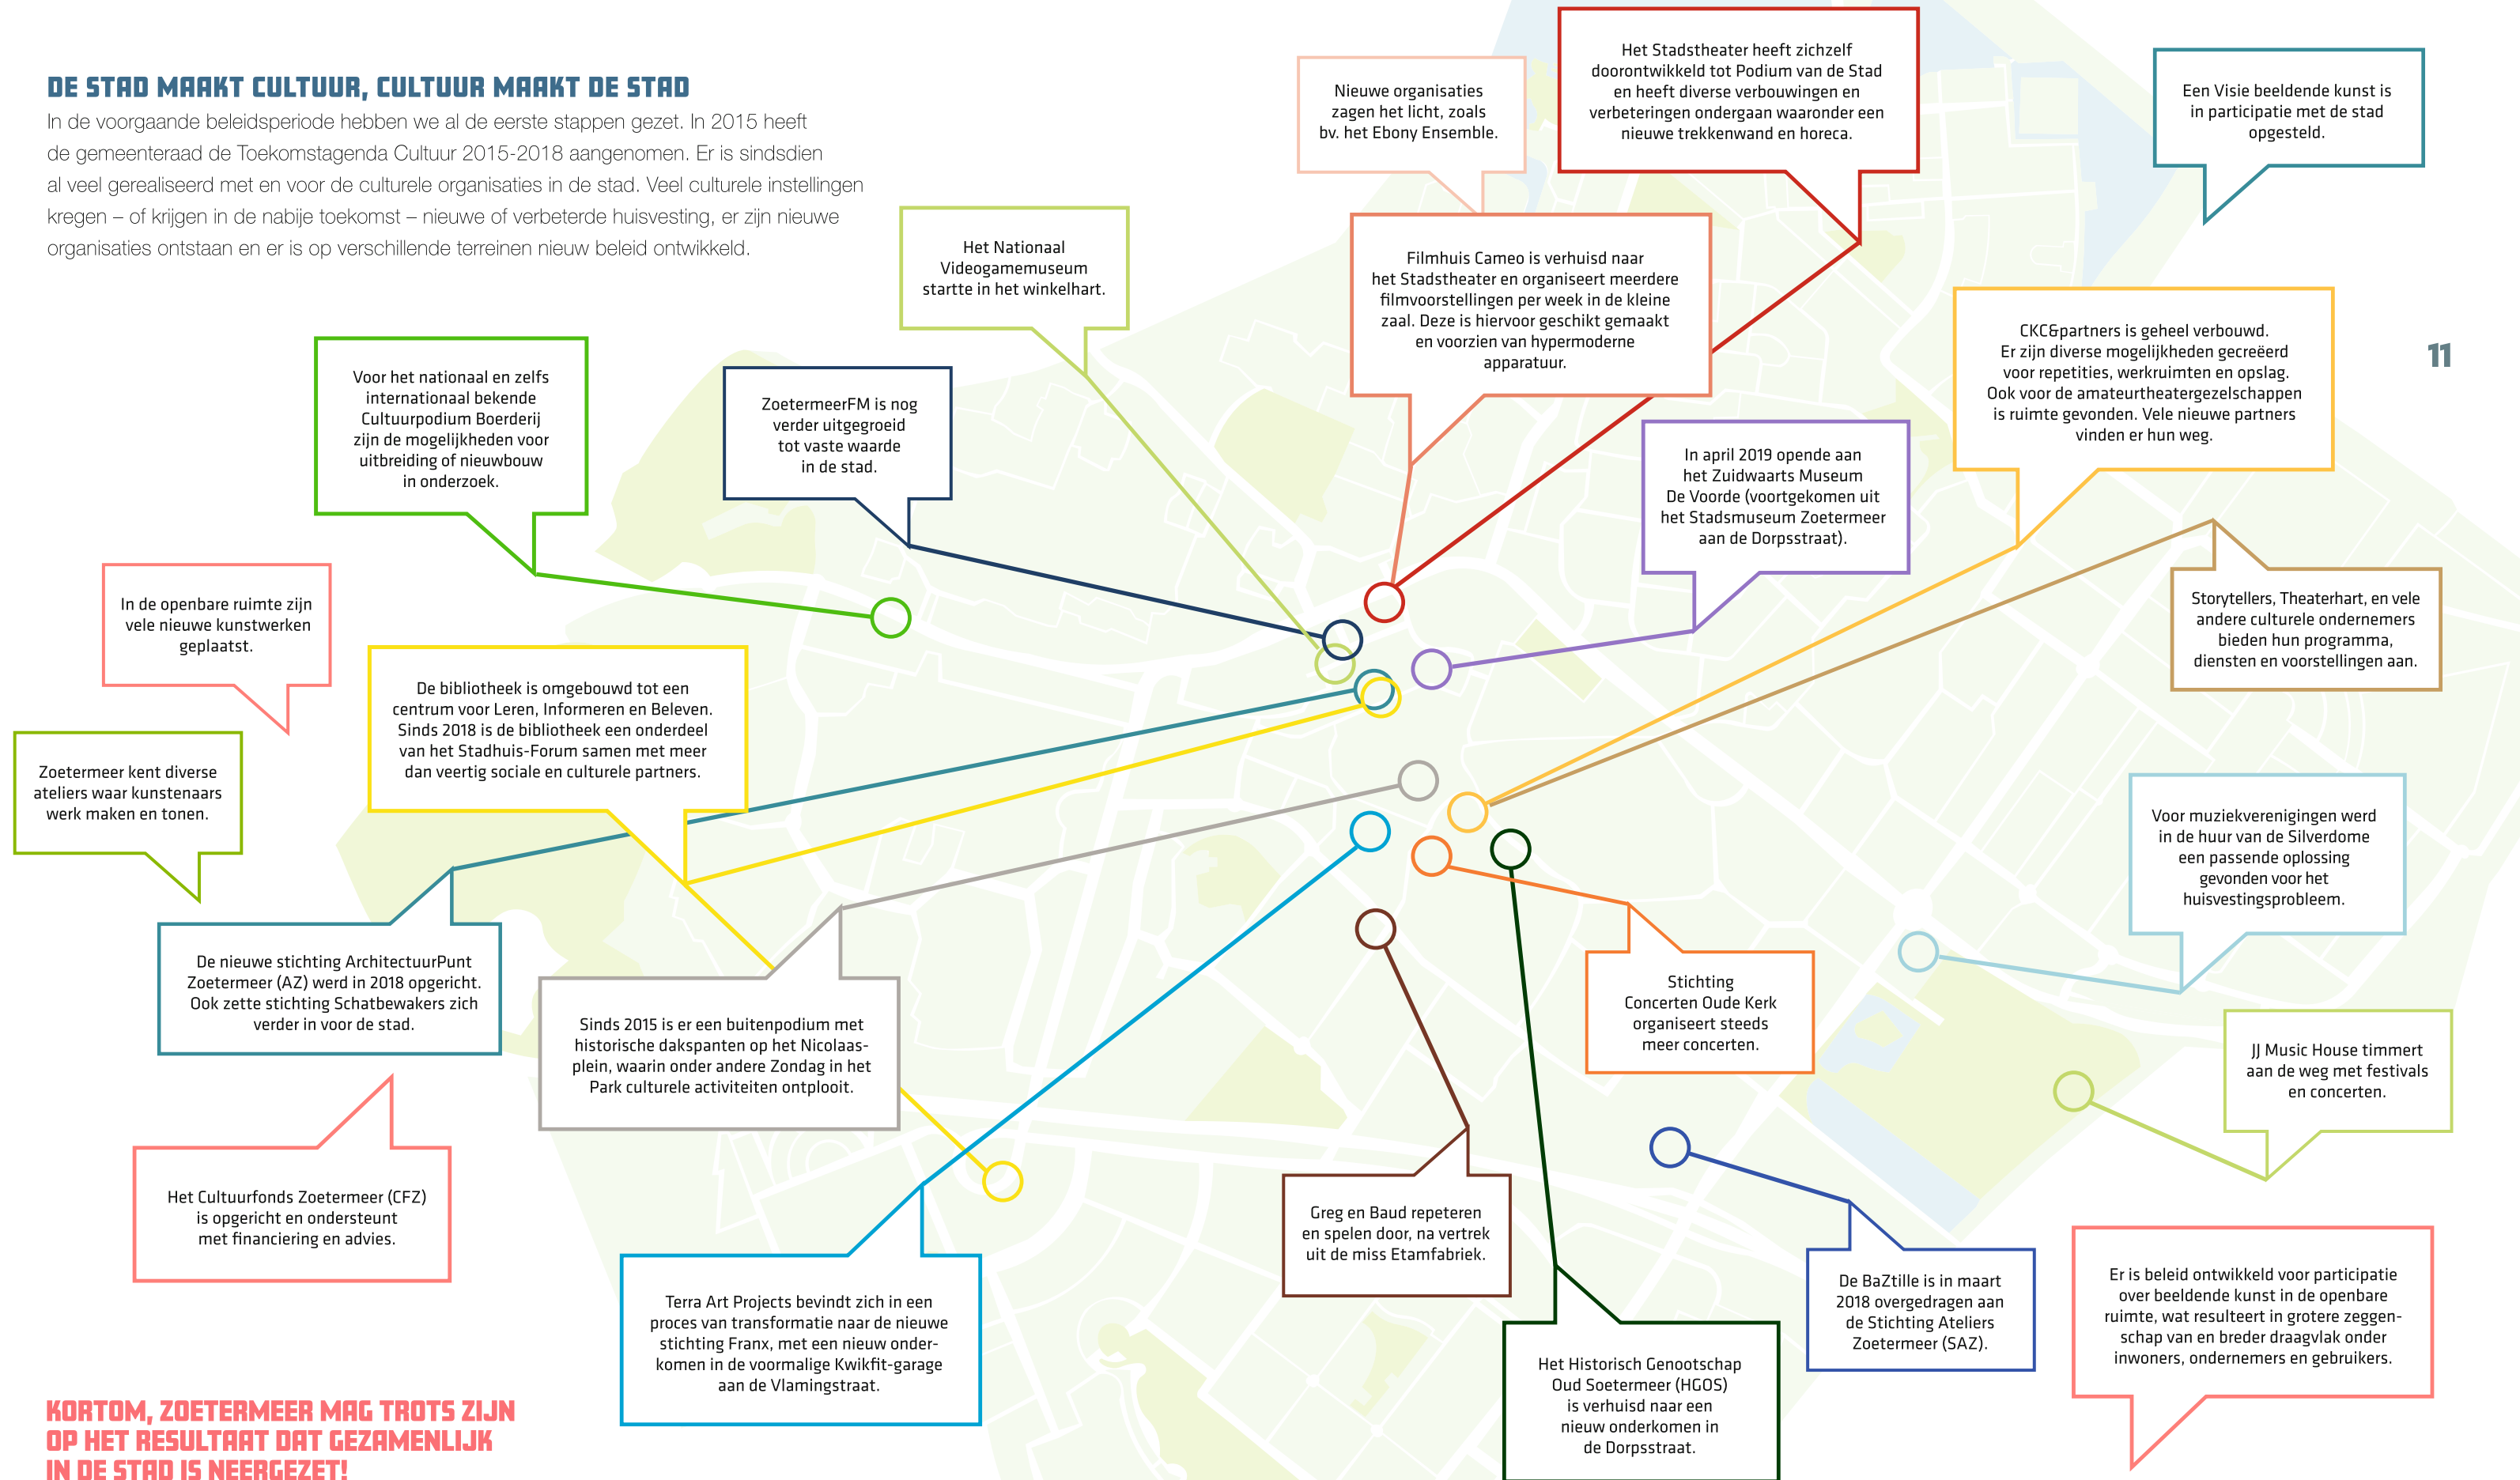 DE STAD MAAKT CULTUUR, CULTUUR MAAKT DE STAD
In de voorgaande beleidsperiode hebben we al de eerste stappen gezet. In 2015 heeft
de gemeenteraad de Toekomstagenda Cultuur 2015-2018 aangenomen. Er is sindsdien
al veel gerealiseerd met en voor de culturele organisaties in de stad. Veel culturele instellingen
kregen – of krijgen in de nabije toekomst – nieuwe of verbeterde huisvesting, er zijn nieuwe
organisaties ontstaan en er is op verschillende terreinen nieuw beleid ontwikkeld.
Nieuwe organisaties
zagen het licht, zoals
bv. het Ebony Ensemble.
Het Stadstheater heeft zichzelf
doorontwikkeld tot Podium van de Stad
en heeft diverse verbouwingen en
verbeteringen ondergaan waaronder een
nieuwe trekkenwand en horeca.
Een Visie beeldende kunst is
in participatie met de stad
opgesteld.
Het Nationaal
Videogamemuseum
startte in het winkelhart.
Filmhuis Cameo is verhuisd naar
het Stadstheater en organiseert meerdere
filmvoorstellingen per week in de kleine
zaal. Deze is hiervoor geschikt gemaakt
en voorzien van hypermoderne
apparatuur.
CKC&partners is geheel verbouwd.
Er zijn diverse mogelijkheden gecreëerd
voor repetities, werkruimten en opslag.
Ook voor de amateurtheatergezelschappen
is ruimte gevonden. Vele nieuwe partners
vinden er hun weg.
11
Voor het nationaal en zelfs
internationaal bekende
Cultuurpodium Boerderij
zijn de mogelijkheden voor
uitbreiding of nieuwbouw
in onderzoek.
ZoetermeerFM is nog
verder uitgegroeid
tot vaste waarde
in de stad.
In april 2019 opende aan
het Zuidwaarts Museum
De Voorde (voortgekomen uit
het Stadsmuseum Zoetermeer
aan de Dorpsstraat).
In de openbare ruimte zijn
vele nieuwe kunstwerken
geplaatst.
Storytellers, Theaterhart, en vele
andere culturele ondernemers
bieden hun programma,
diensten en voorstellingen aan.
De bibliotheek is omgebouwd tot een
centrum voor Leren, Informeren en Beleven.
Sinds 2018 is de bibliotheek een onderdeel
van het Stadhuis-Forum samen met meer
dan veertig sociale en culturele partners.
Zoetermeer kent diverse
ateliers waar kunstenaars
werk maken en tonen.
Voor muziekverenigingen werd
in de huur van de Silverdome
een passende oplossing
gevonden voor het
huisvestingsprobleem.
De nieuwe stichting ArchitectuurPunt
Zoetermeer (AZ) werd in 2018 opgericht.
Ook zette stichting Schatbewakers zich
verder in voor de stad.
Sinds 2015 is er een buitenpodium met
historische dakspanten op het Nicolaas-
plein, waarin onder andere Zondag in het
Park culturele activiteiten ontplooit.
Stichting
Concerten Oude Kerk
organiseert steeds
meer concerten.
JJ Music House timmert
aan de weg met festivals
en concerten.
Het Cultuurfonds Zoetermeer (CFZ)
is opgericht en ondersteunt
met financiering en advies.
Greg en Baud repeteren
en spelen door, na vertrek
uit de miss Etamfabriek.
De BaZtille is in maart
2018 overgedragen aan
de Stichting Ateliers
Zoetermeer (SAZ).
Er is beleid ontwikkeld voor participatie
over beeldende kunst in de openbare
ruimte, wat resulteert in grotere zeggen-
schap van en breder draagvlak onder
inwoners, ondernemers en gebruikers.
Terra Art Projects bevindt zich in een
proces van transformatie naar de nieuwe
stichting Franx, met een nieuw onder-
komen in de voormalige Kwikfit-garage
aan de Vlamingstraat.
Het Historisch Genootschap
Oud Soetermeer (HGOS)
is verhuisd naar een
nieuw onderkomen in
de Dorpsstraat.
KORTOM, ZOETERMEER MAG TROTS ZIJN
OP HET RESULTAAT DAT GEZAMENLIJK
IN DE STAD IS NEERGEZET!